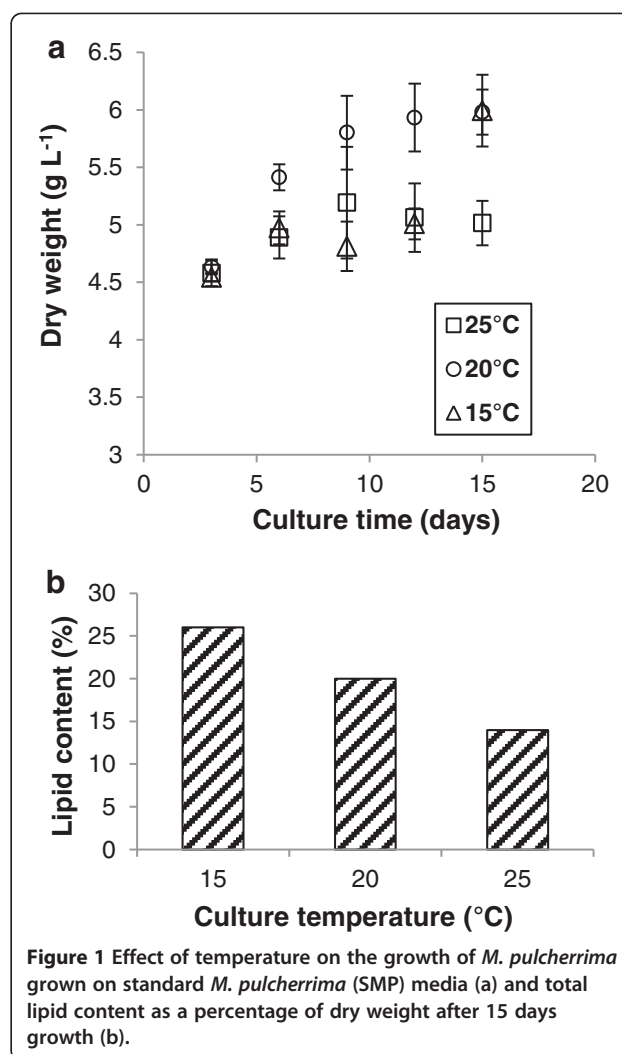 a
6.5
6
5.5
5
4.5
4
3.5
3
Dry weight (g L-1)
25°C
20°C
15°C
0 5 10 15 20
Culture time (days)
b
30
25
20
15
10
5
0
Lipid content (%)
15 20 25
Culture temperature (°C)
Figure 1 Effect of temperature on the growth of M. pulcherrima
grown on standard M. pulcherrima (SMP) media (a) and total
lipid content as a percentage of dry weight after 15 days
growth (b).